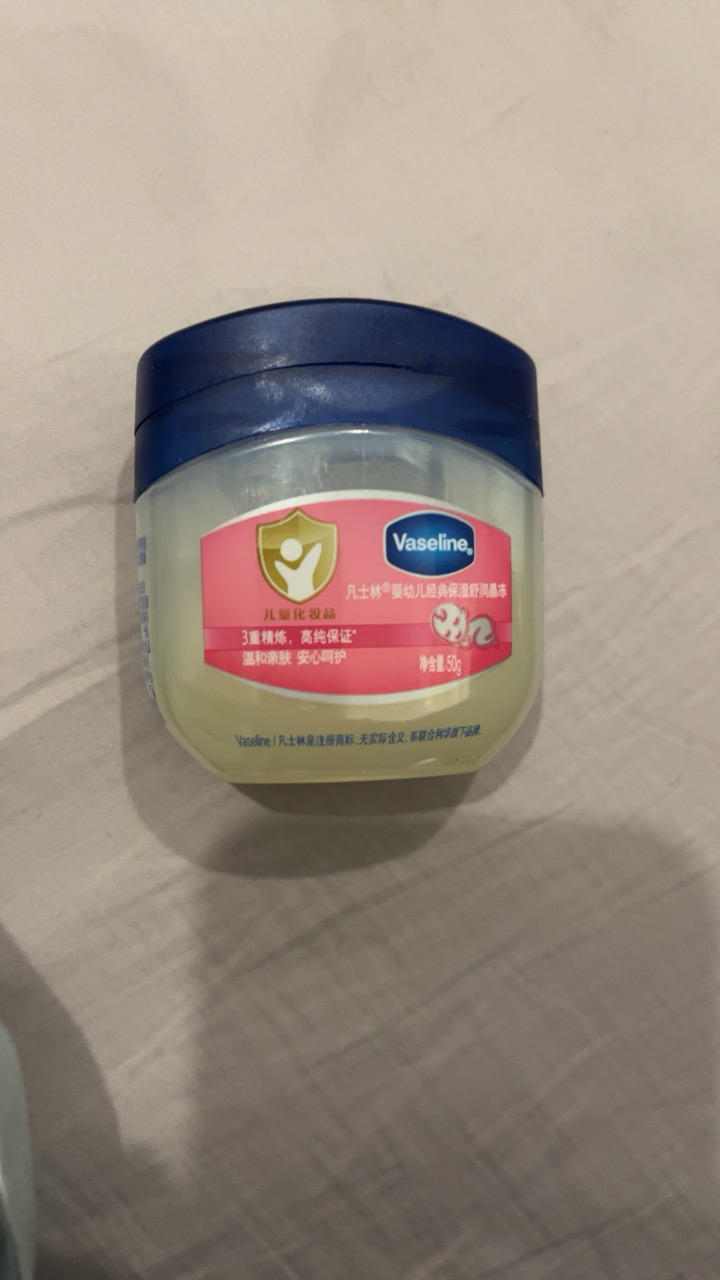 Vaseline®
凡士林®婴幼儿经典保湿舒润晶冻
儿童化妆品
3重精炼，高纯保证*
温和亲肤 安心呵护
净含量:50g
Vaseline / 凡士林是注册商标,无实际含义,系联合利华旗下品牌.